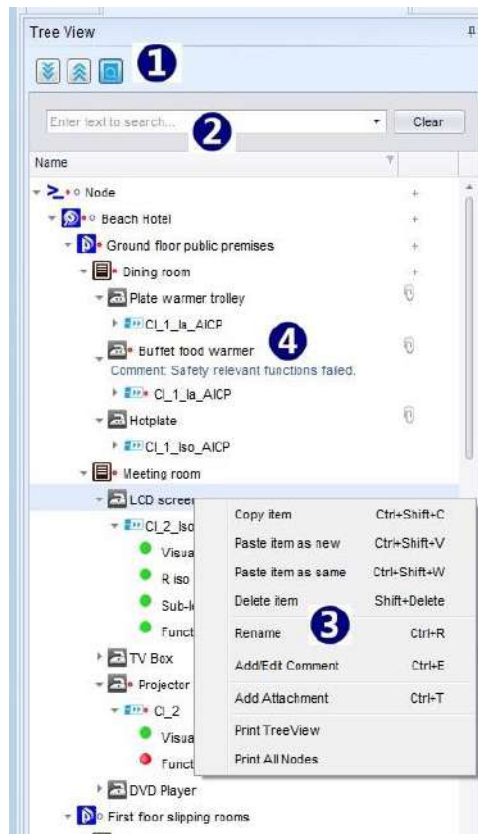 Tree View
1
Enter text to search...
2
Clear
Name
Node
Beach Hotel
Ground floor public premises
Dining room
Plate warmer trolley
Cl_1_la_AICP
Buffet food warmer
4
Comment: Safety relevant functions failed.
Cl_1_la_AICP
Hotplate
Cl_1_Iso_AICP
Meeting room
LCD screen
Copy item Ctrl+Shift+C
Cl_2_Iso
Paste item as new Ctrl+Shift+V
Visua
Paste item as same Ctrl+Shift+W
R iso
Delete item Shift+Delete
Sub-le
3
Rename Ctrl+R
Funct
Add/Edit Comment Ctrl+E
TV Box
Add Attachment Ctrl+T
Projector
Cl_2
Print TreeView
Visua
Print All Nodes
Funct
DVD Player
First floor slipping rooms